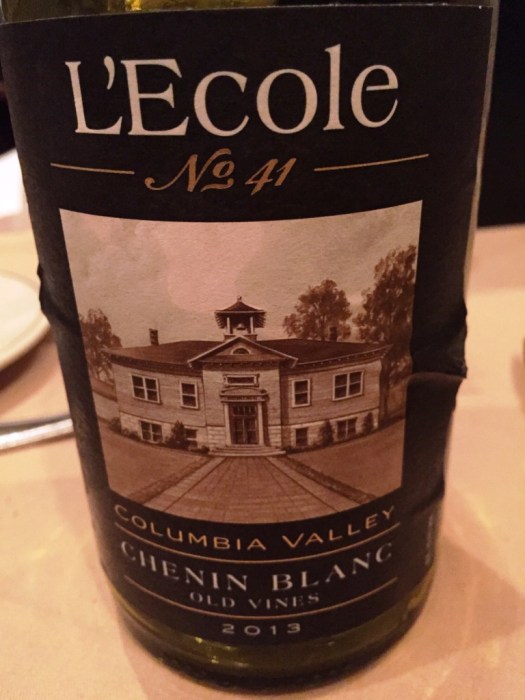 L'Ecole
No 41
COLUMBIA VALLEY
CHENIN BLANC
OLD VINES
2013